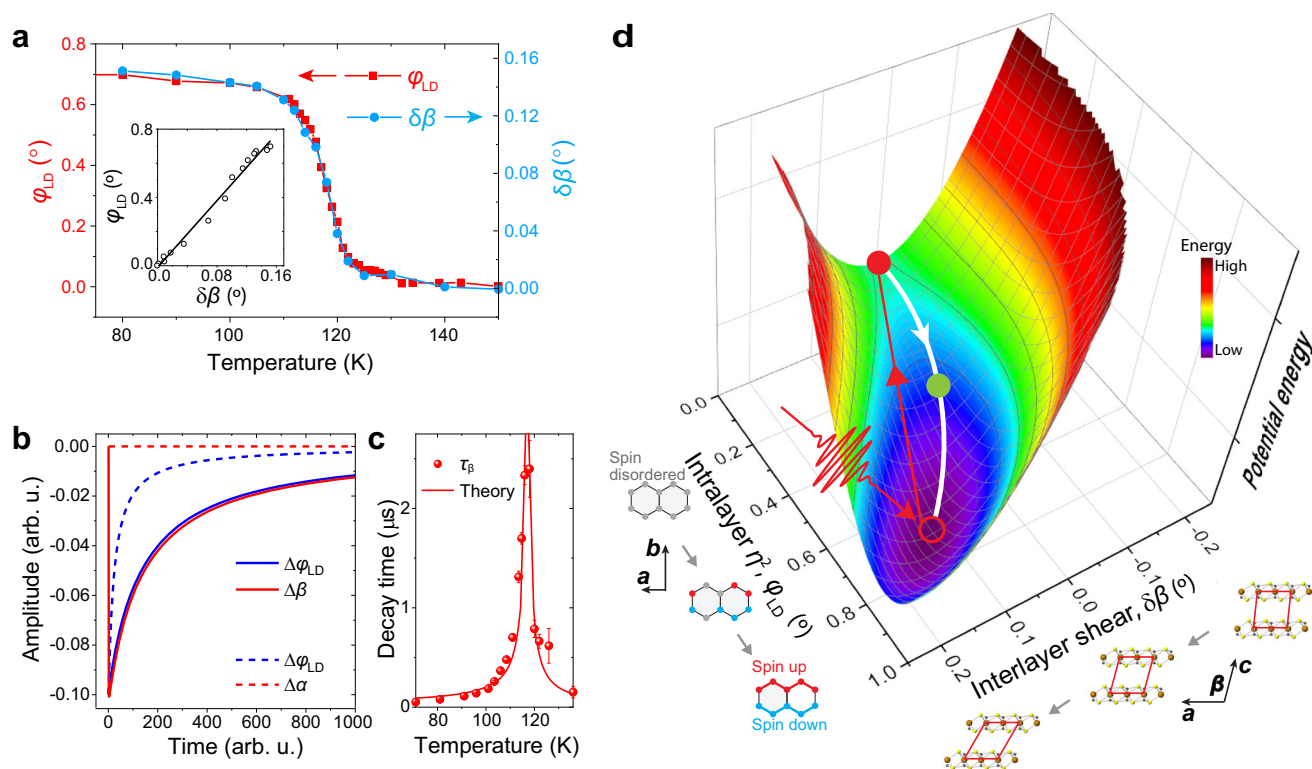 a
0.8
0.6
0.4
0.2
0.0
φLD (°)
0.16
0.12
0.08
0.04
0.00
δβ (°)
φLD
δβ
0.8
0.4
0.0
φLD (°)
0.0
0.08
0.16
δβ (º)
80 100 120 140
Temperature (K)
b
0.00
-0.02
-0.04
-0.06
-0.08
-0.10
Amplitude (arb. u.)
ΔφLD
Δβ
ΔφLD
Δα
0 200 400 600 800 1000
Time (arb. u.)
c
τβ
Theory
2
1
0
Decay time (μs)
80 100 120
Temperature (K)
d
Energy
High
Low
Potential energy
0.0
0.2
0.4
0.6
0.8
1.0
Intralayer η², φLD (º)
-0.2
-0.1
0.0
0.1
0.2
Interlayer shear, δβ (º)
Spin
disordered
b
a
Spin up
Spin down
c
β
a